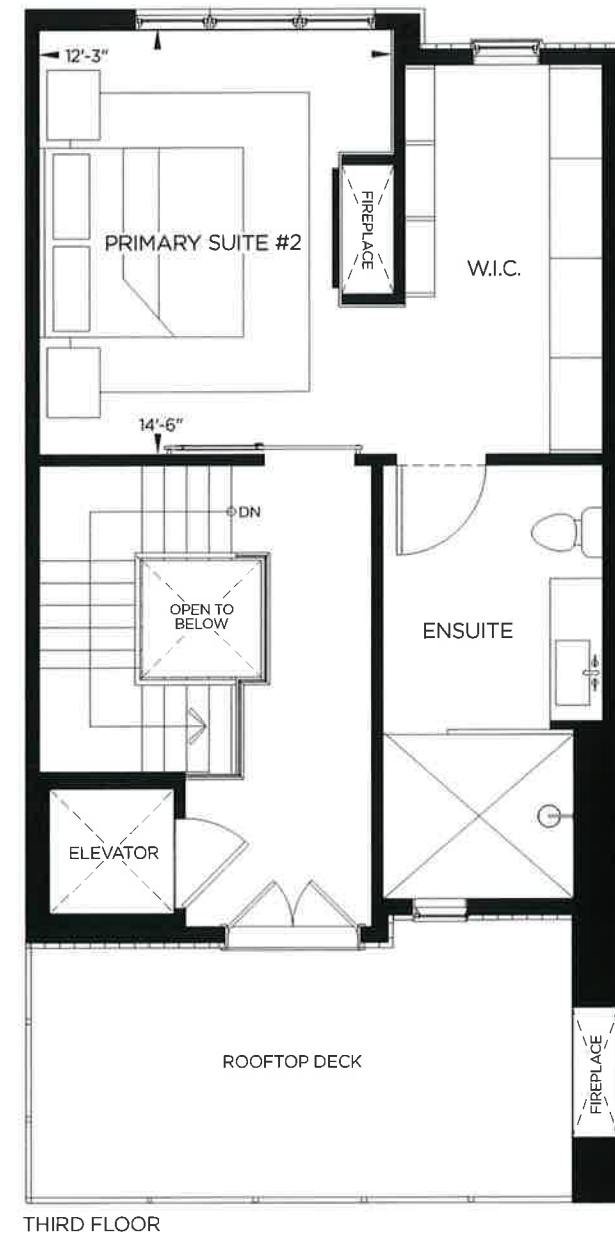 12'-3"
FIREPLACE
PRIMARY SUITE #2
W.I.C.
14'-6"
DN
OPEN TO
BELOW
ENSUITE
ELEVATOR
ROOFTOP DECK
FIREPLACE
THIRD FLOOR